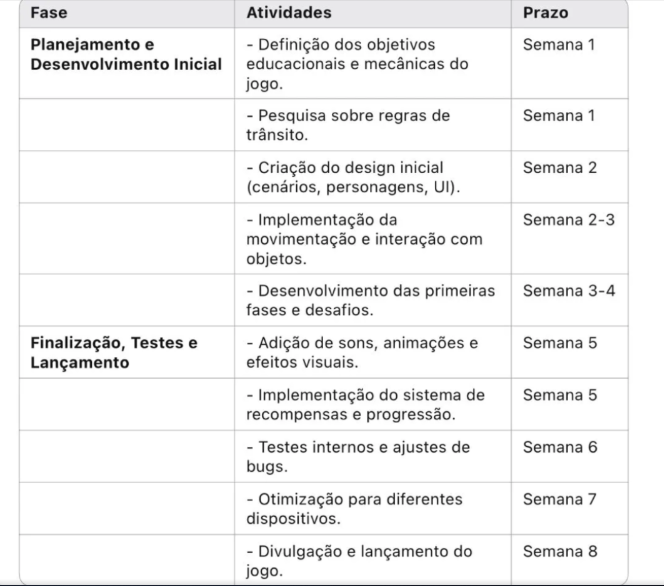 Fase Atividades Prazo
Planejamento e Desenvolvimento Inicial - Definição dos objetivos educacionais e mecânicas do jogo. Semana 1
- Pesquisa sobre regras de trânsito. Semana 1
- Criação do design inicial (cenários, personagens, UI). Semana 2
- Implementação da movimentação e interação com objetos. Semana 2-3
- Desenvolvimento das primeiras fases e desafios. Semana 3-4
Finalização, Testes e Lançamento - Adição de sons, animações e efeitos visuais. Semana 5
- Implementação do sistema de recompensas e progressão. Semana 5
- Testes internos e ajustes de bugs. Semana 6
- Otimização para diferentes dispositivos. Semana 7
- Divulgação e lançamento do jogo. Semana 8